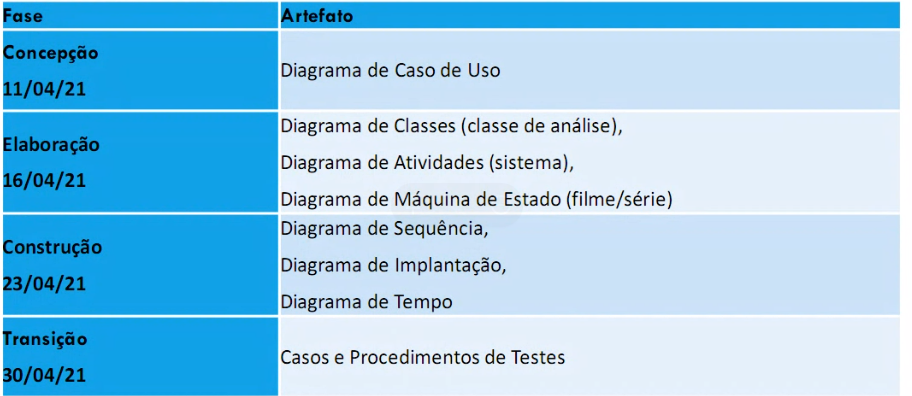 Fase
Artefato
Concepção
11/04/21
Diagrama de Caso de Uso
Elaboração
16/04/21
Diagrama de Classes (classe de análise),
Diagrama de Atividades (sistema),
Diagrama de Máquina de Estado (filme/série)
Construção
23/04/21
Diagrama de Sequência,
Diagrama de Implantação,
Diagrama de Tempo
Transição
30/04/21
Casos e Procedimentos de Testes